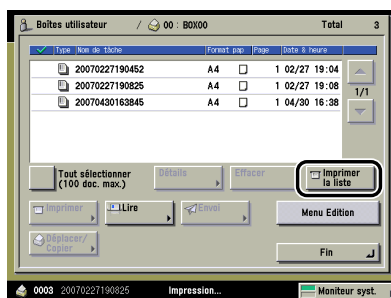 Boîtes utilisateur / 00 : BOX00 Total 3
Type Nom de tâche Format pap Page Date & heure
20070227190452 A4 1 02/27 19:04
20070227190825 A4 1 02/27 19:08
20070430163845 A4 1 04/30 16:38
1/1
Tout sélectionner (100 doc. max.) Détails Effacer Imprimer la liste
Imprimer Lire Envoi Menu Edition
Déplacer/ Copier
Fin
0003 20070227190825 Impression... Moniteur syst.